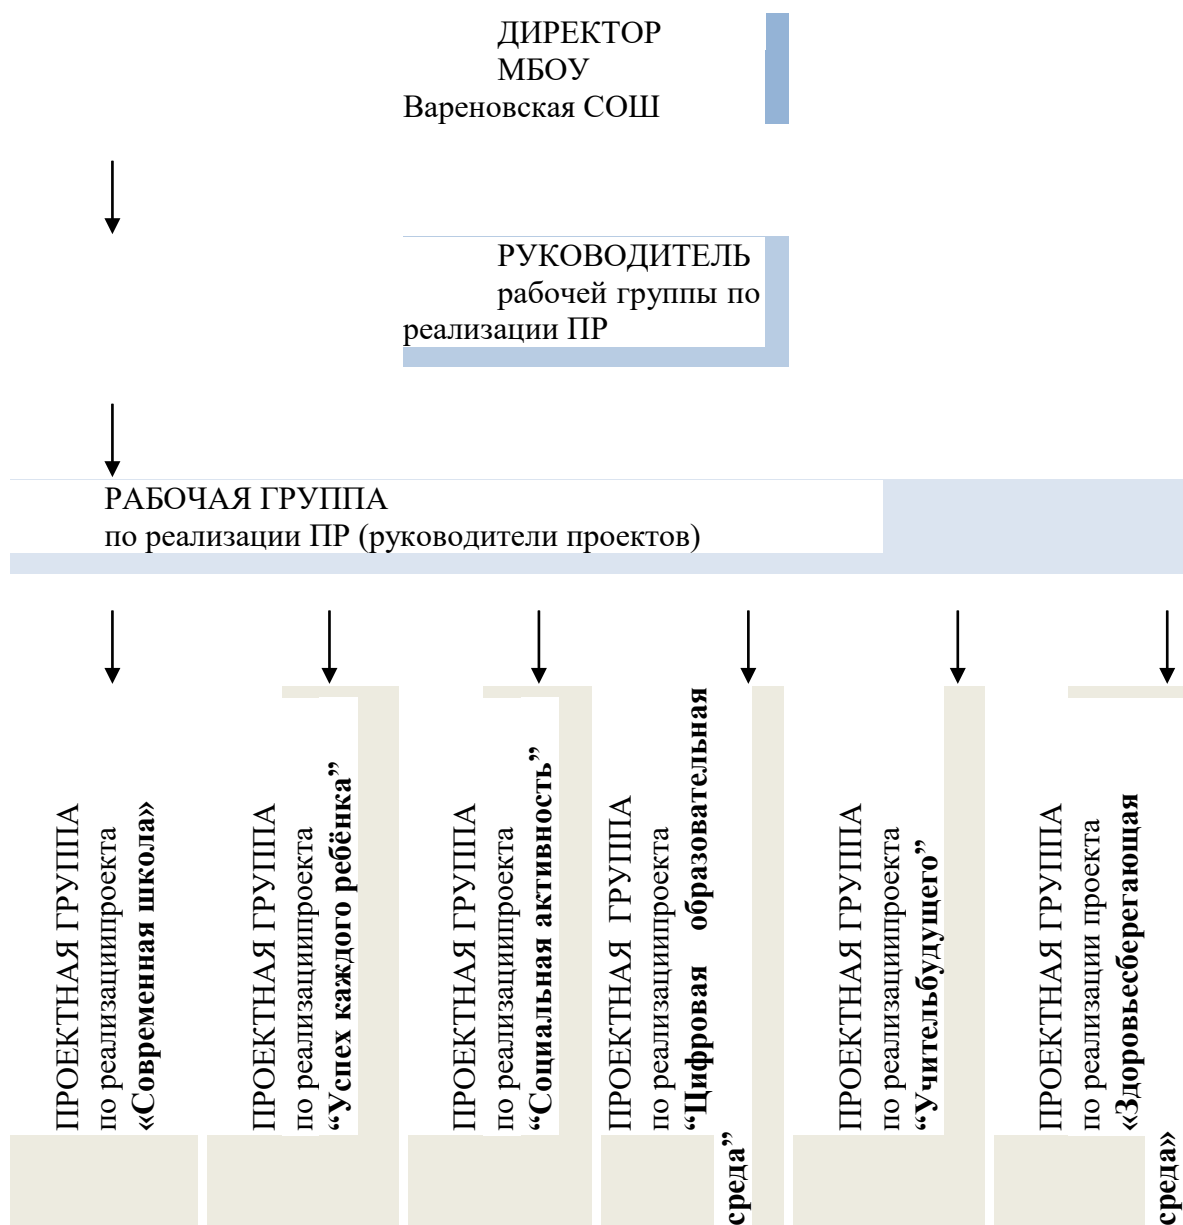 ДИРЕКТОР
МБОУ
Вареновская СОШ
РУКОВОДИТЕЛЬ
рабочей группы по
реализации ПР
РАБОЧАЯ ГРУППА
по реализации ПР (руководители проектов)
ПРОЕКТНАЯ ГРУППА
по реализациипроекта
«Современная школа»
ПРОЕКТНАЯ ГРУППА
по реализациипроекта
“Успех каждого ребёнка”
ПРОЕКТНАЯ ГРУППА
по реализациипроекта
“Социальная активность”
ПРОЕКТНАЯ ГРУППА
по реализациипроекта
“Цифровая образовательная
среда”
ПРОЕКТНАЯ ГРУППА
по реализациипроекта
“Учительбудущего”
ПРОЕКТНАЯ ГРУППА
по реализации проекта
«Здоровьесберегающая
среда»